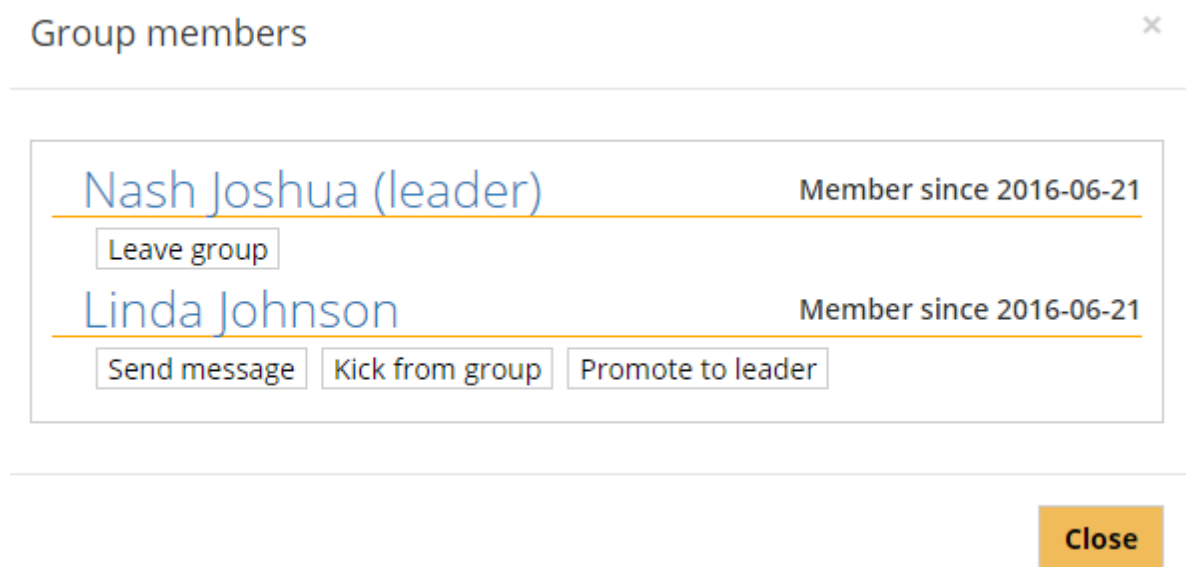 Group members ×
Nash Joshua (leader) Member since 2016-06-21
Leave group
Linda Johnson Member since 2016-06-21
Send message Kick from group Promote to leader
Close